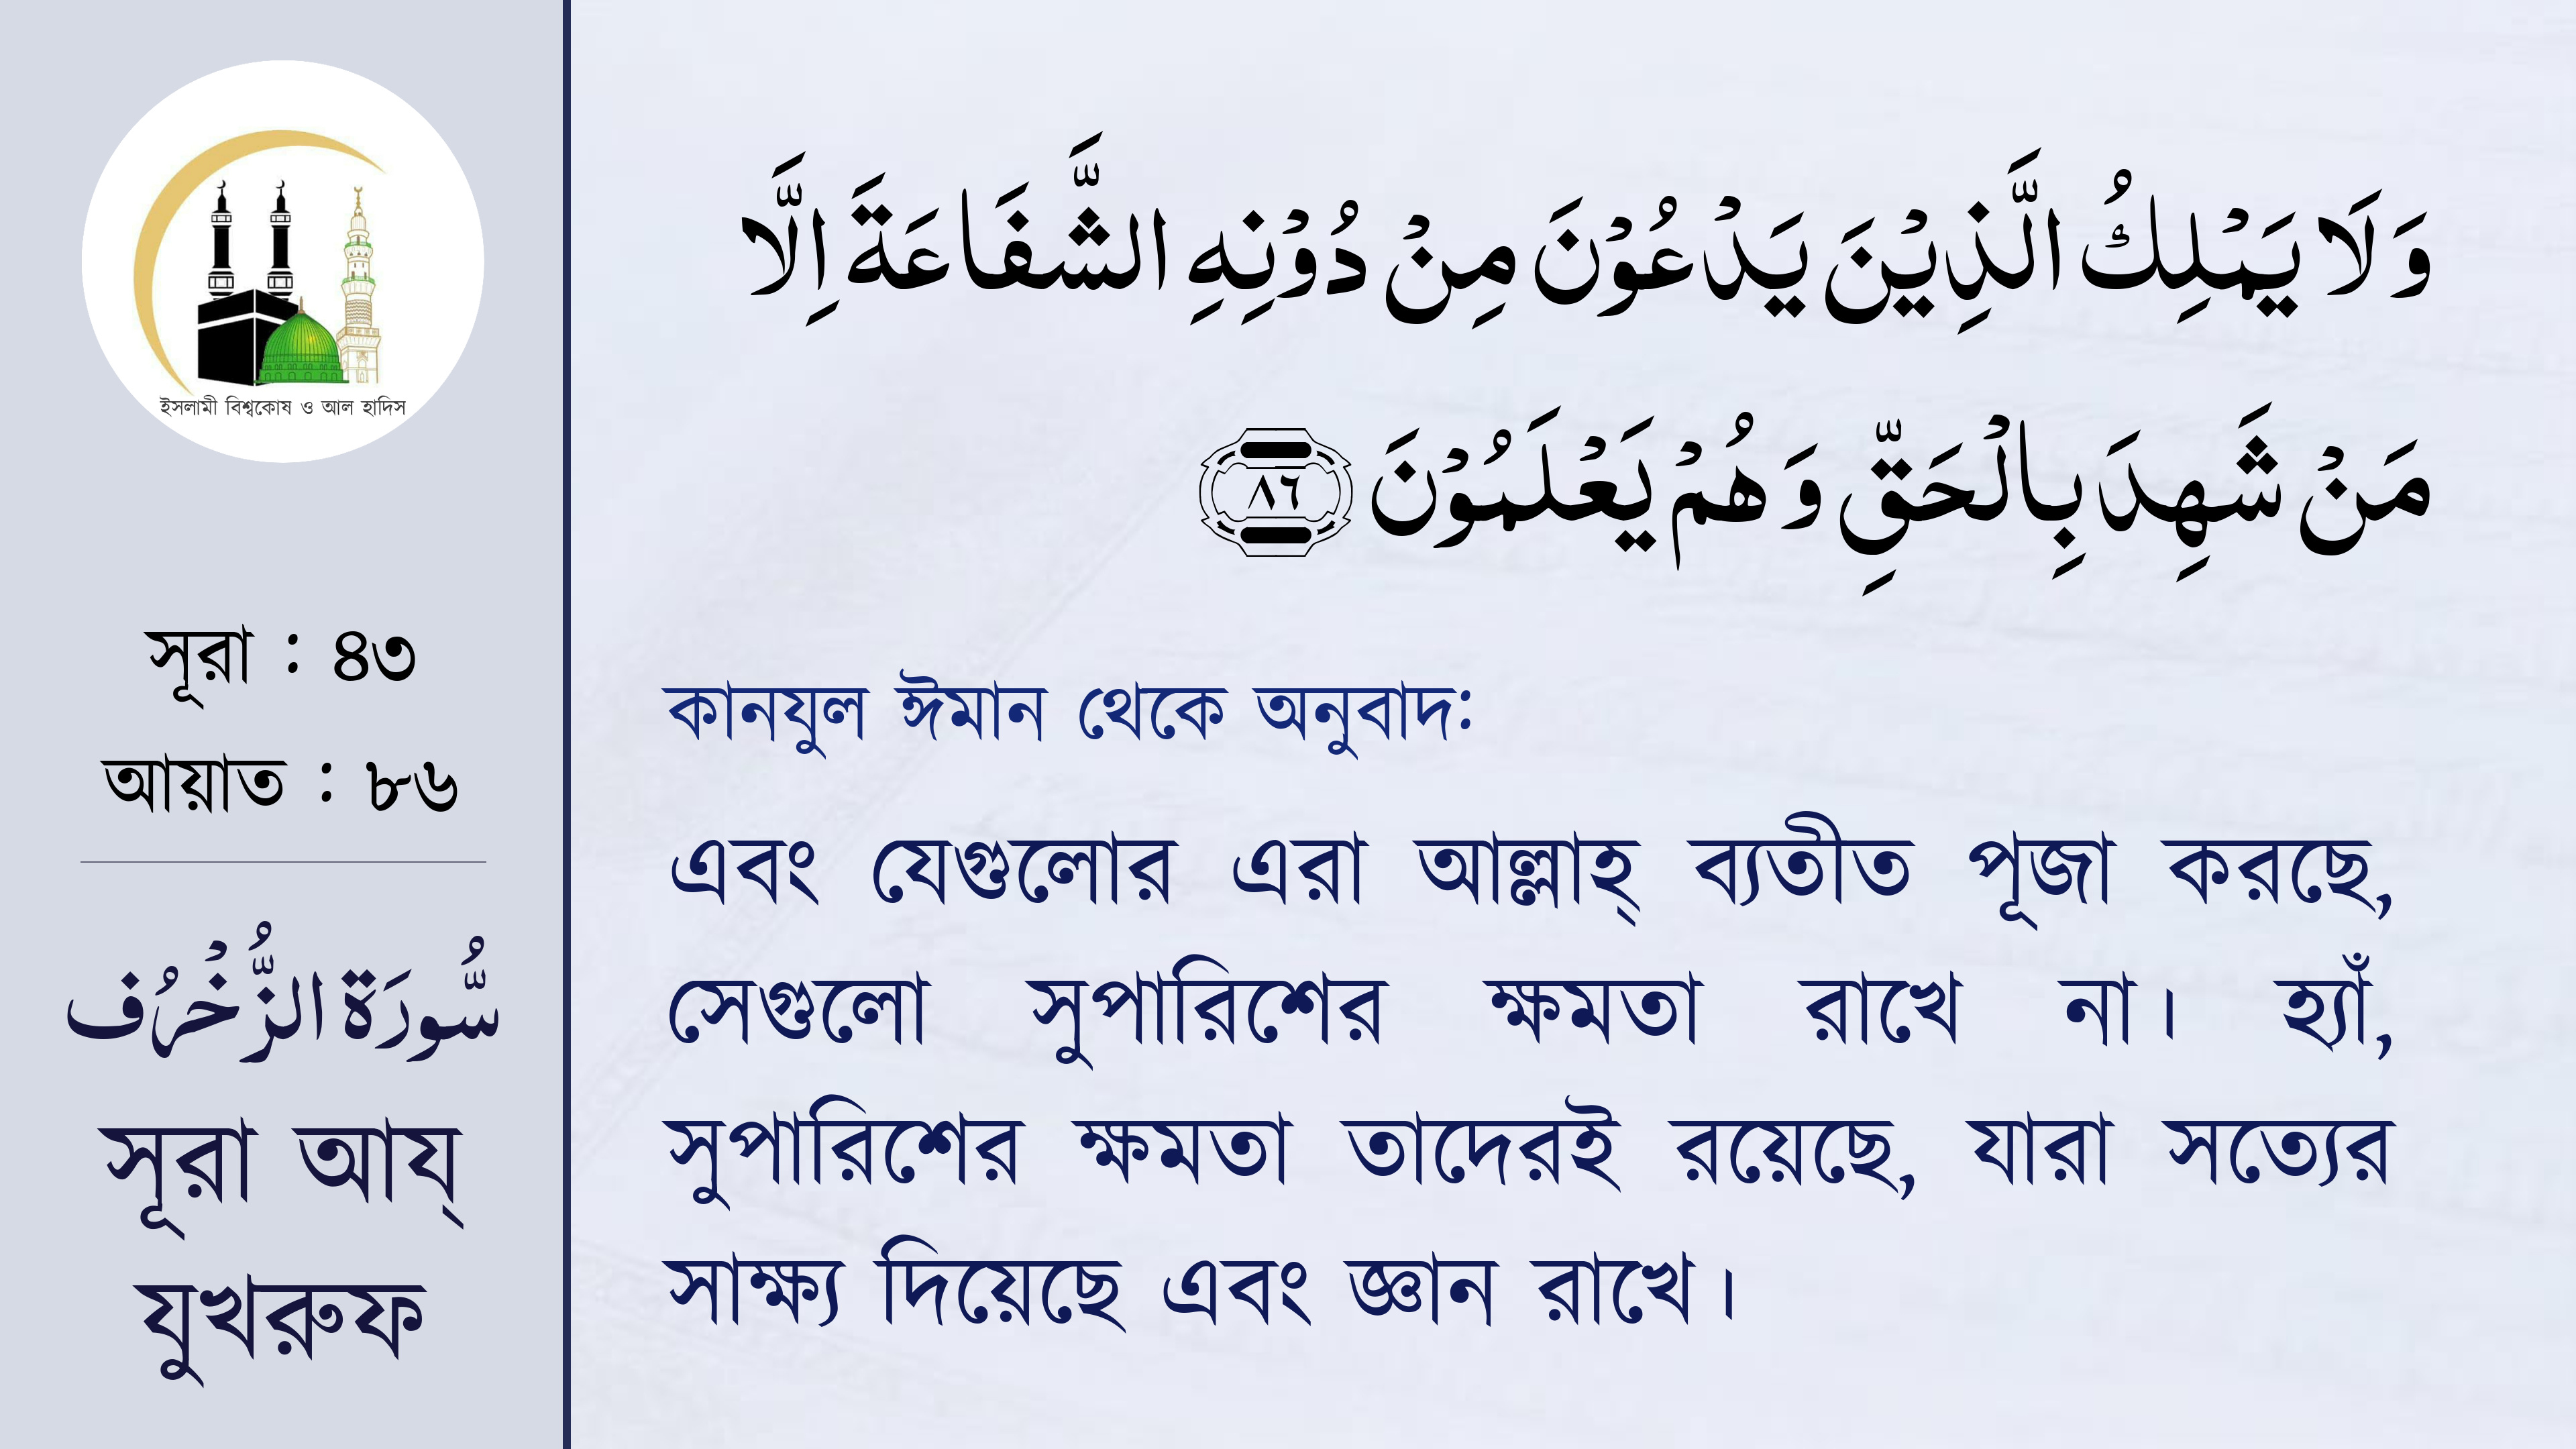 ইসলামী বিশ্বকোষ ও আল হাদিস
সূরা : ৪৩
আয়াত : ৮৬
سُّورَة الزُّخْرُف
সূরা আয্
যুখরুফ
وَلَا يَمْلِكُ الَّذِيْنَ يَدْعُوْنَ مِنْ دُوْنِهِ الشَّفَاعَةَ اِلَّا
مَنْ شَهِدَ بِالْحَقِّ وَهُمْ يَعْلَمُوْنَ ٨٦
কানযুল ঈমান থেকে অনুবাদ:
এবং যেগুলোর এরা আল্লাহ্ ব্যতীত পূজা করছে,
সেগুলো সুপারিশের ক্ষমতা রাখে না। হ্যাঁ,
সুপারিশের ক্ষমতা তাদেরই রয়েছে, যারা সত্যের
সাক্ষ্য দিয়েছে এবং জ্ঞান রাখে।